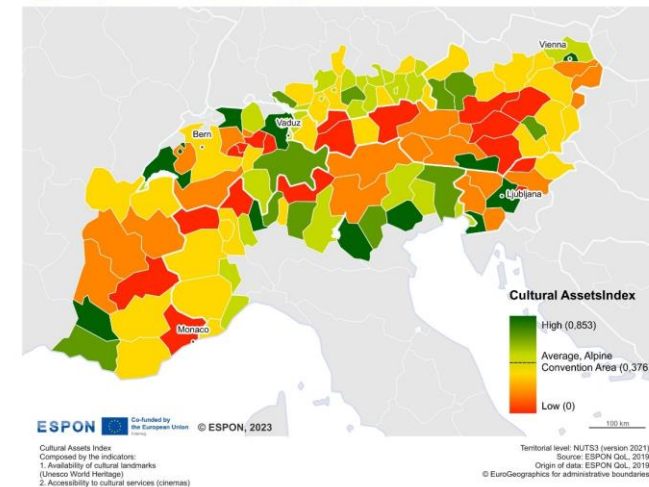 Vienna
Vaduz
Bern
Ljubljana
Monaco
Cultural AssetsIndex
High (0,853)
Average, Alpine
Convention Area (0,376
Low (0)
100 km
ESPON
Co-funded by
the European Union
© ESPON, 2023
Cultural Assets Index
Composed by the indicators:
1. Availability of cultural landmarks
(Unesco World Heritage)
2. Accessibility to cultural services (cinemas)
Territorial level: NUTS3 (version 2021)
Source: ESPON QoL, 2019
Origin of data: ESPON QoL, 2019
© EuroGeographics for administrative boundaries